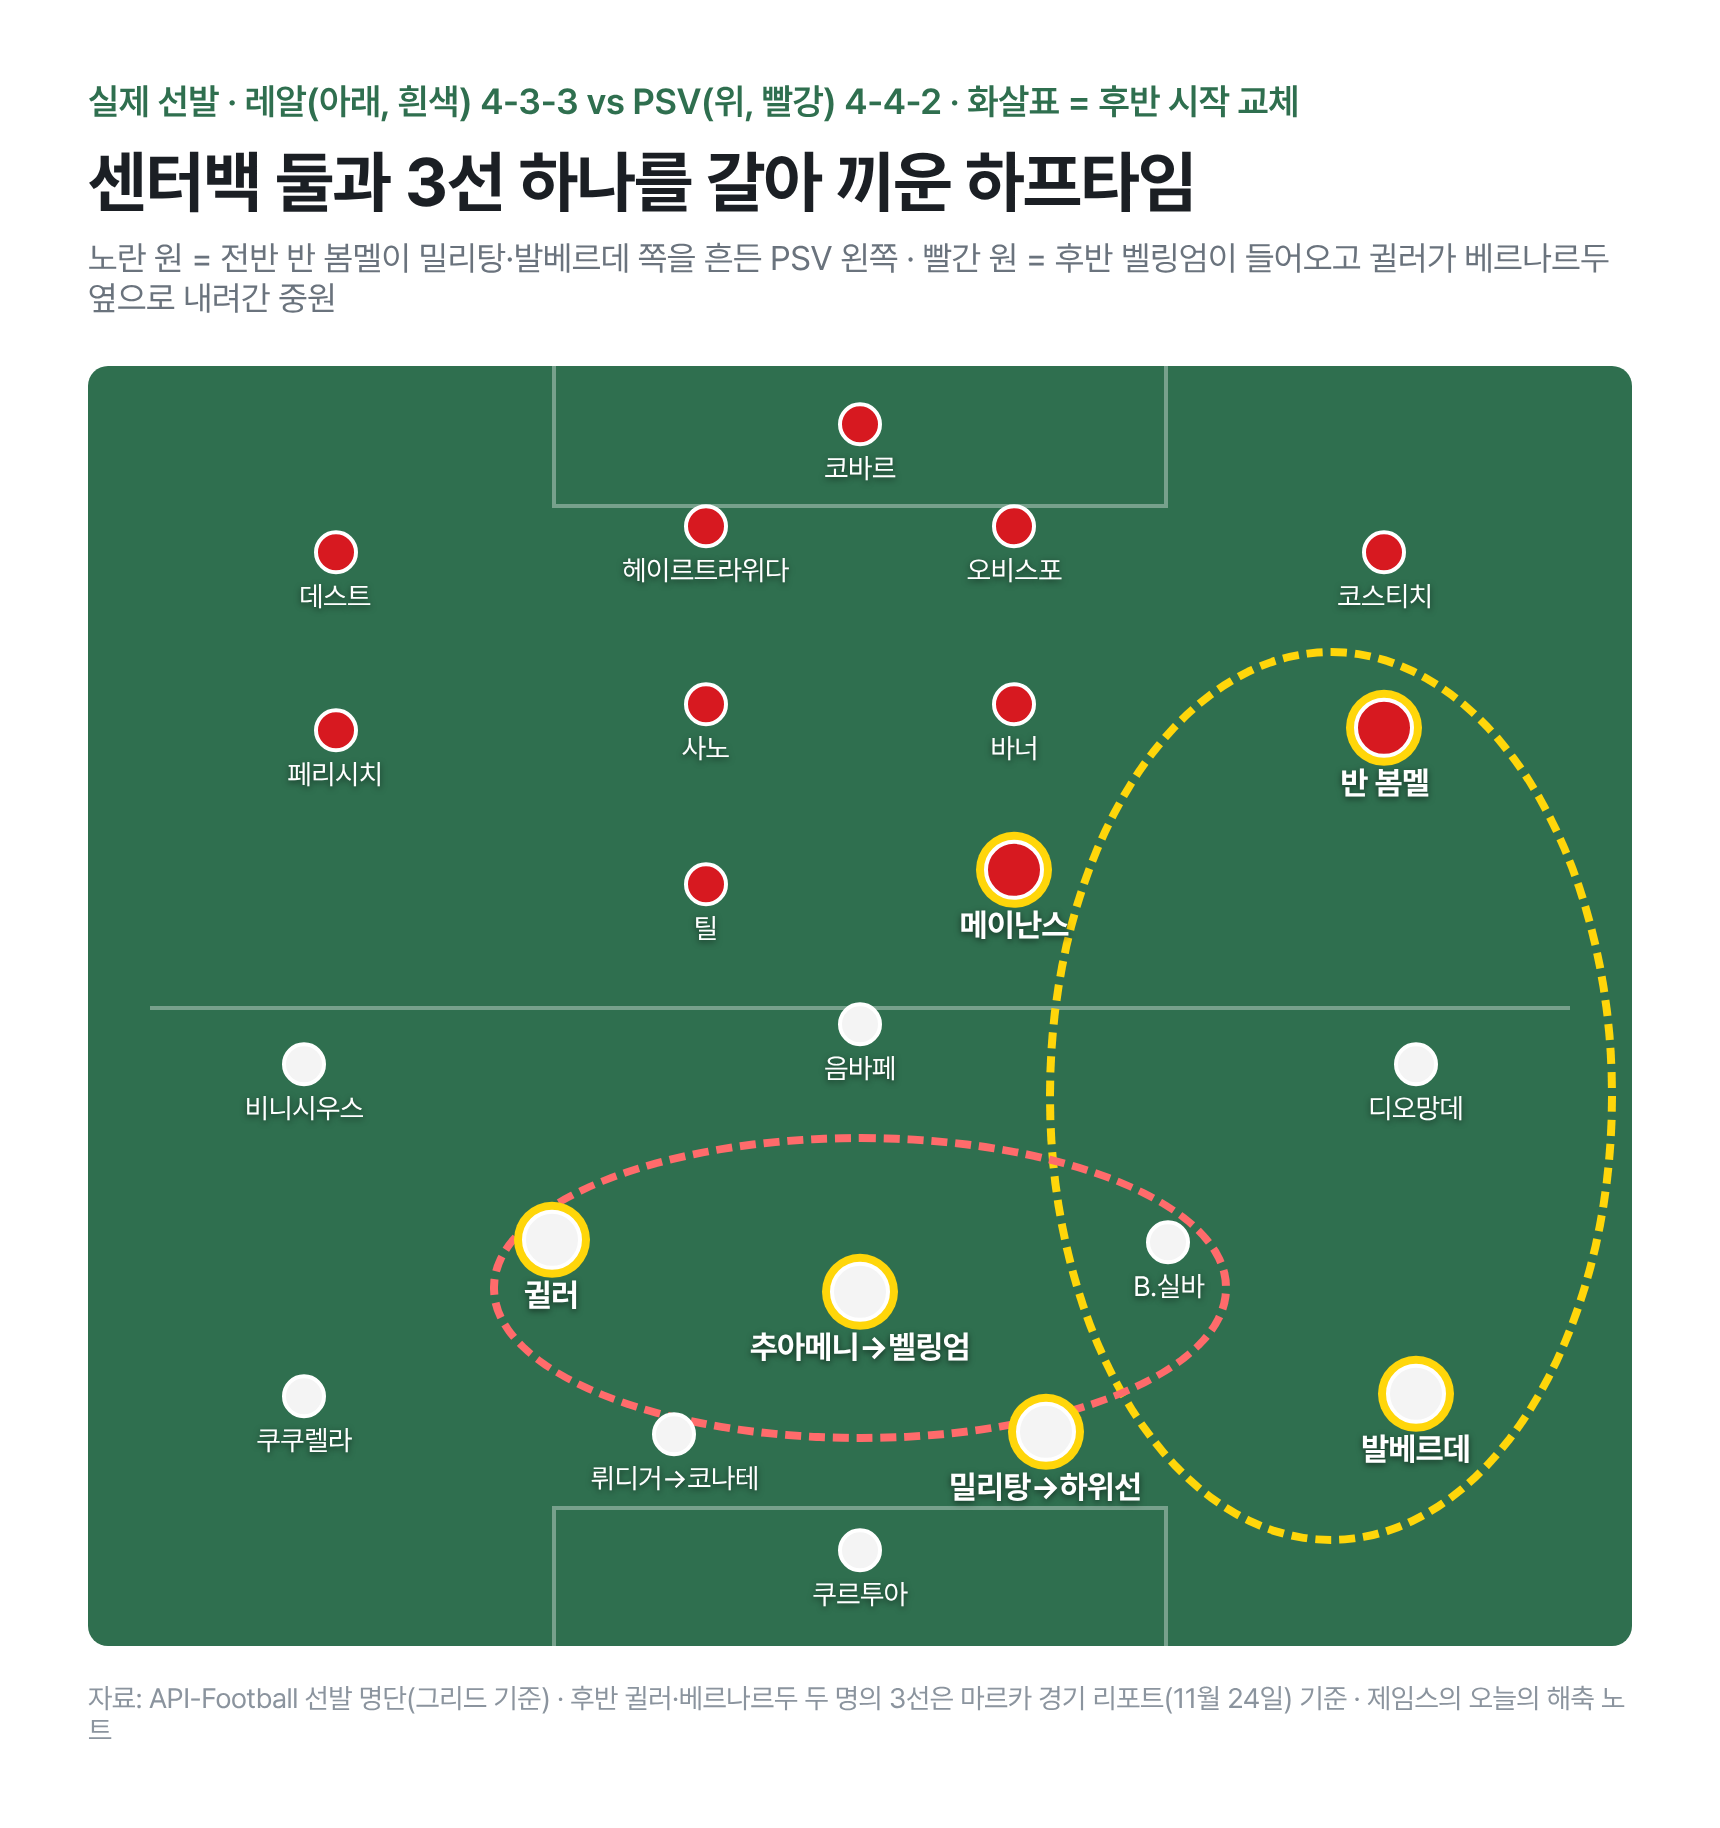 실제 선발 · 레알(아래, 흰색) 4-3-3 vs PSV(위, 빨강) 4-4-2 · 화살표 = 후반 시작 교체
센터백 둘과 3선 하나를 갈아 끼운 하프타임
노란 원 = 전반 반 봄멜이 밀리탕·발베르데 쪽을 흔든 PSV 왼쪽 · 빨간 원 = 후반 벨링엄이 들어오고 귈러가 베르나르두
옆으로 내려간 중원
코바르
헤이르트라위다
오비스포
데스트
코스티치
사노
바너
페리시치
반 봄멜
틸
메이난스
음바페
비니시우스
디오망데
귈러
B.실바
추아메니→벨링엄
쿠쿠렐라
발베르데
뤼디거→코나테
밀리탕→하위선
쿠르투아
자료: API-Football 선발 명단(그리드 기준) · 후반 귈러·베르나르두 두 명의 3선은 마르카 경기 리포트(11월 24일) 기준 · 제임스의 오늘의 해축 노
트